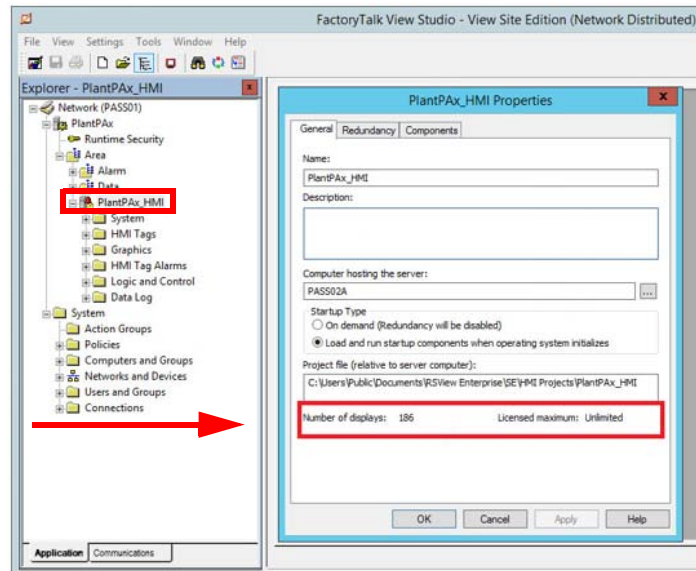 FactoryTalk View Studio - View Site Edition (Network Distributed)
File View Settings Tools Window Help
Explorer - PlantPAx_HMI
Network (PASS01)
PlantPAx
Runtime Security
Area
Alarm
Data
PlantPAx_HMI
System
HMI Tags
Graphics
HMI Tag Alarms
Logic and Control
Data Log
System
Action Groups
Policies
Computers and Groups
Networks and Devices
Users and Groups
Connections
Application Communications
PlantPAx_HMI Properties
x
General Redundancy Components
Name:
PlantPAx_HMI
Description:
Computer hosting the server:
PASS02A ...
Startup Type
On demand (Redundancy will be disabled)
Load and run startup components when operating system initializes
Project file (relative to server computer):
C:\Users\Public\Documents\RSView Enterprise\SE\HMI Projects\PlantPAx_HMI
Number of displays: 186 Licensed maximum: Unlimited
OK Cancel Apply Help